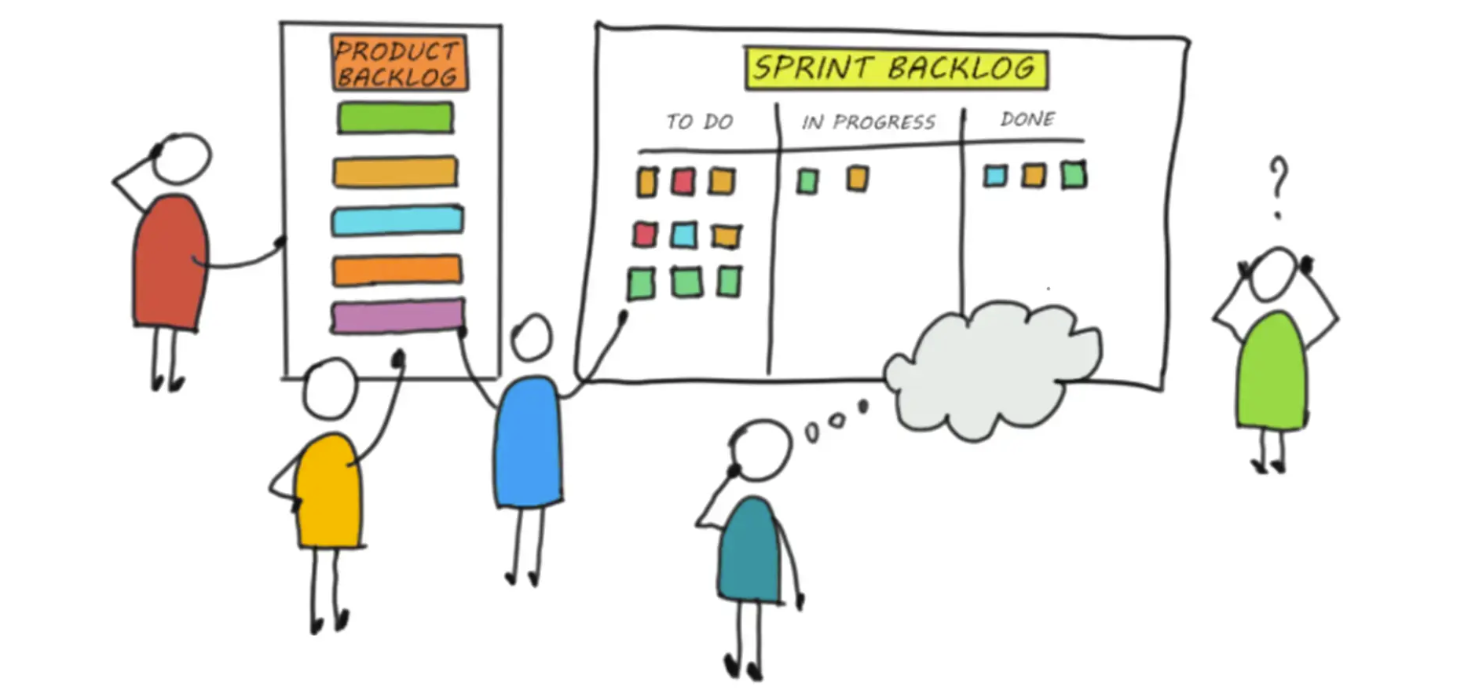 PRODUCT
BACKLOG
SPRINT BACKLOG
TO DO
IN PROGRESS
DONE
?